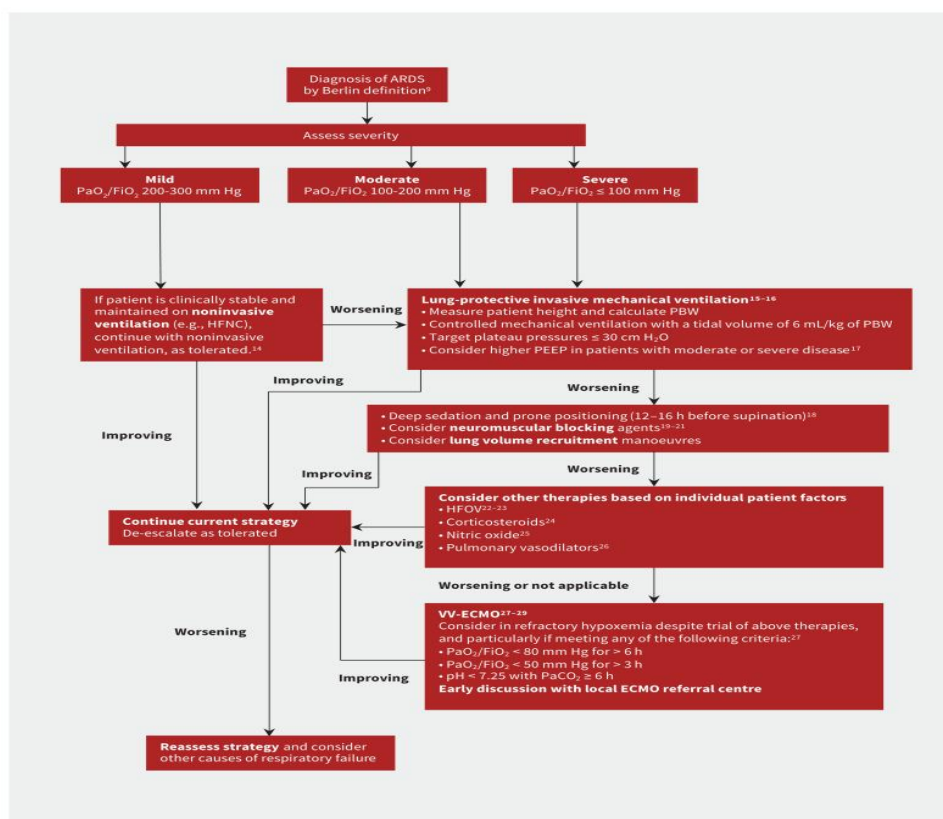 Diagnosis of ARDS
by Berlin definition⁹
Assess severity
Mild
PaO₂/FiO₂ 200-300 mm Hg
Moderate
PaO₂/FiO₂ 100-200 mm Hg
Severe
PaO₂/FiO₂ ≤ 100 mm Hg
If patient is clinically stable and
maintained on noninvasive
ventilation (e.g., HFNC),
continue with noninvasive
ventilation, as tolerated.¹⁴
Worsening
Lung-protective invasive mechanical ventilation¹⁵⁻¹⁶
• Measure patient height and calculate PBW
• Controlled mechanical ventilation with a tidal volume of 6 mL/kg of PBW
• Target plateau pressures ≤ 30 cm H₂O
• Consider higher PEEP in patients with moderate or severe disease¹⁷
Improving
Worsening
Improving
• Deep sedation and prone positioning (12–16 h before supination)¹⁸
• Consider neuromuscular blocking agents¹⁹⁻²¹
• Consider lung volume recruitment manoeuvres
Improving
Worsening
Continue current strategy
De-escalate as tolerated
Improving
Consider other therapies based on individual patient factors
• HFOV²²⁻²³
• Corticosteroids²⁴
• Nitric oxide²⁵
• Pulmonary vasodilators²⁶
Worsening or not applicable
Worsening
Improving
VV-ECMO²⁷⁻²⁹
Consider in refractory hypoxemia despite trial of above therapies,
and particularly if meeting any of the following criteria:²⁷
• PaO₂/FiO₂ < 80 mm Hg for > 6 h
• PaO₂/FiO₂ < 50 mm Hg for > 3 h
• pH < 7.25 with PaCO₂ ≥ 6 h
Early discussion with local ECMO referral centre
Reassess strategy and consider
other causes of respiratory failure